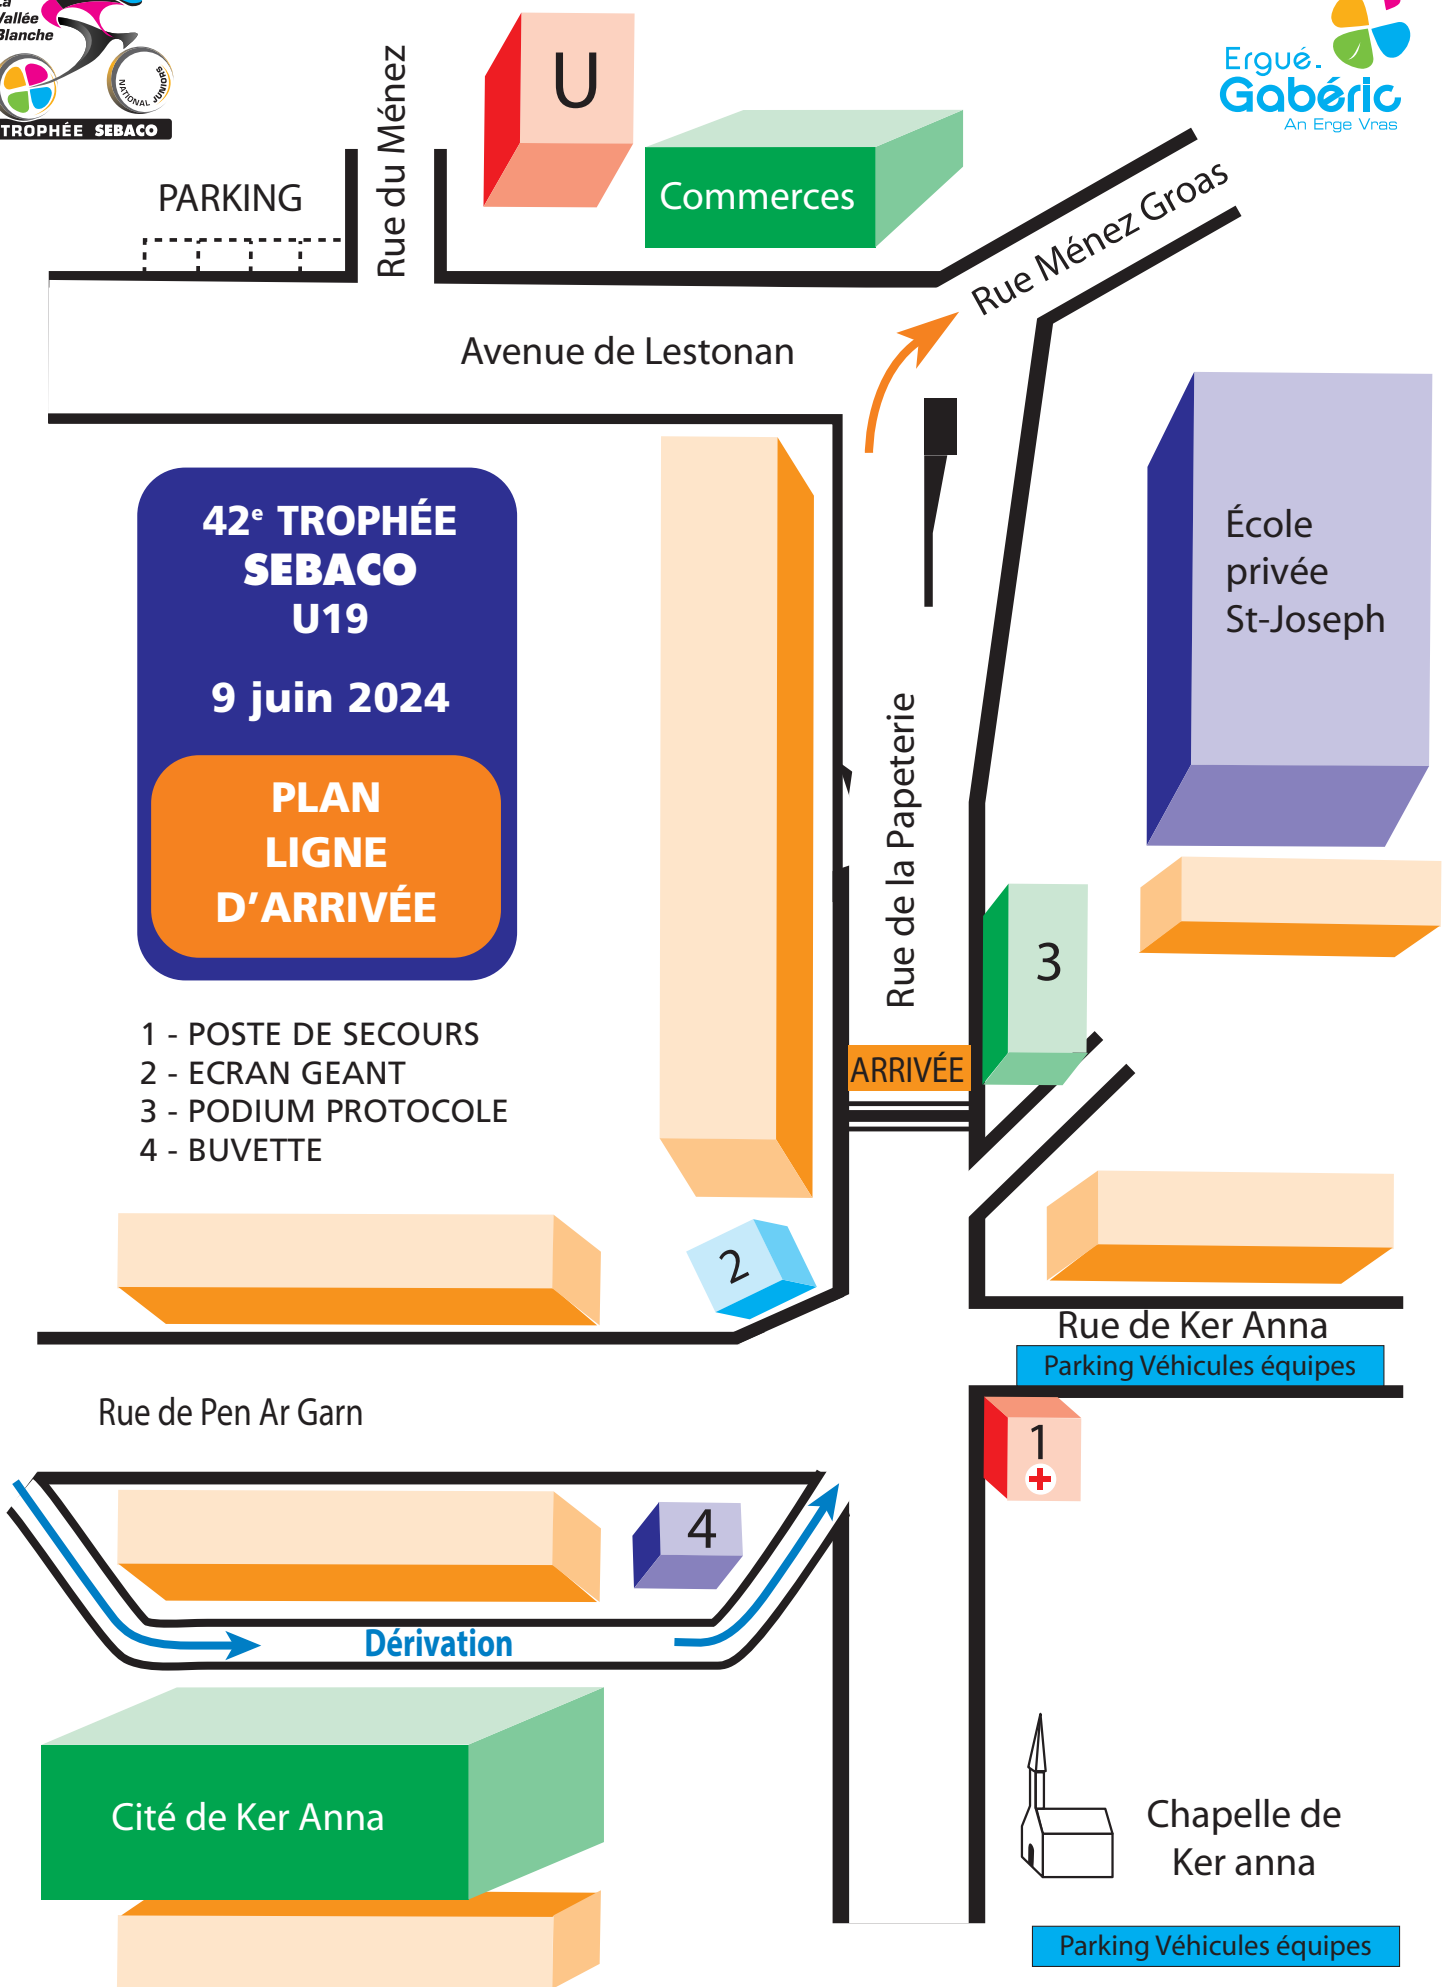 La
Vallée
Blanche
NATIONAL JUNIORS
TROPHÉE SEBACO
Ergué-
Gabéric
An Erge Vras
U
Commerces
Rue du Ménez
PARKING
Rue Ménez Groas
Avenue de Lestonan
42e TROPHÉE
SEBACO
U19
9 juin 2024
PLAN
LIGNE
D'ARRIVÉE
École
privée
St-Joseph
Rue de la Papeterie
3
1 - POSTE DE SECOURS
2 - ECRAN GEANT
3 - PODIUM PROTOCOLE
4 - BUVETTE
ARRIVÉE
2
Rue de Ker Anna
Parking Véhicules équipes
Rue de Pen Ar Garn
1
4
Dérivation
Cité de Ker Anna
Chapelle de
Ker anna
Parking Véhicules équipes